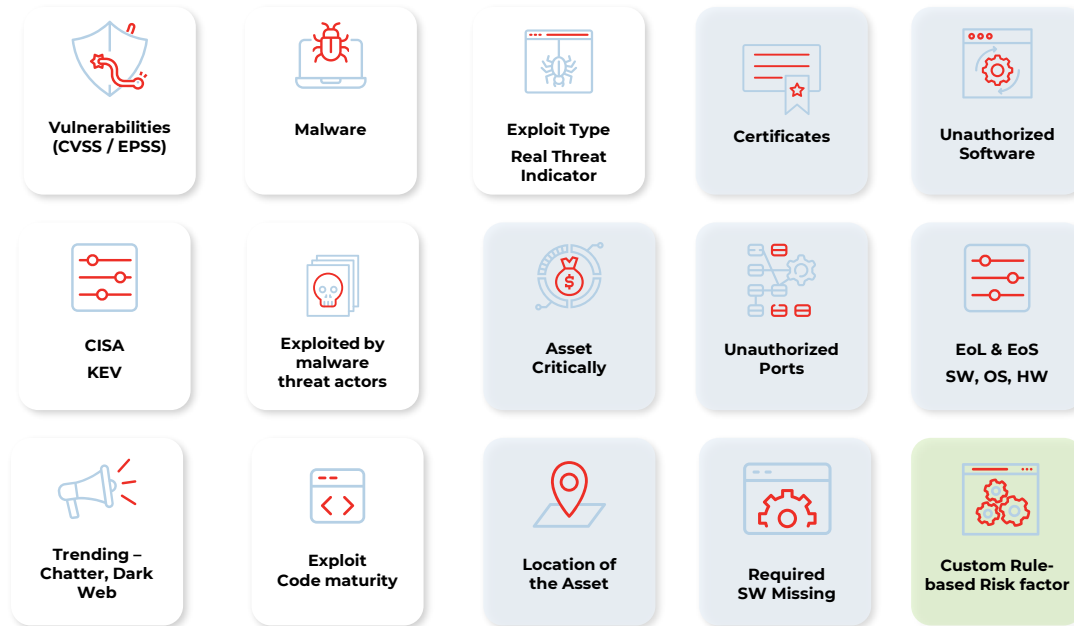 Vulnerabilities
(CVSS / EPSS)
Malware
Exploit Type
Real Threat
Indicator
Certificates
Unauthorized
Software
CISA
KEV
Exploited by
malware
threat actors
$
Asset
Critically
Unauthorized
Ports
EoL & EoS
SW, OS, HW
Trending –
Chatter, Dark
Web
Exploit
Code maturity
Location of
the Asset
Required
SW Missing
Custom Rule-
based Risk factor